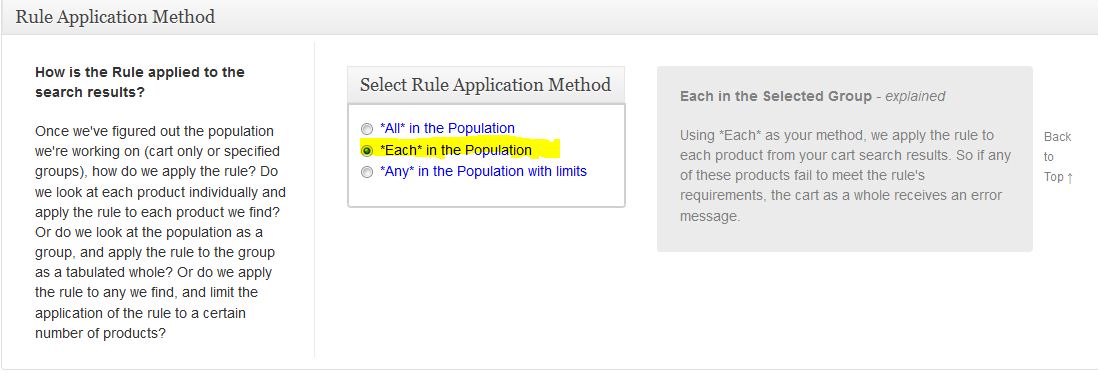 Rule Application Method
How is the Rule applied to the
search results?
Once we've figured out the population
we're working on (cart only or specified
groups), how do we apply the rule? Do
we look at each product individually and
apply the rule to each product we find?
Or do we look at the population as a
group, and apply the rule to the group
as a tabulated whole? Or do we apply
the rule to any we find, and limit the
application of the rule to a certain
number of products?
Select Rule Application Method
*All* in the Population
*Each* in the Population
*Any* in the Population with limits
Each in the Selected Group - explained
Using *Each* as your method, we apply the rule to
each product from your cart search results. So if any
of these products fail to meet the rule's
requirements, the cart as a whole receives an error
message.
Back
to
Top ↑